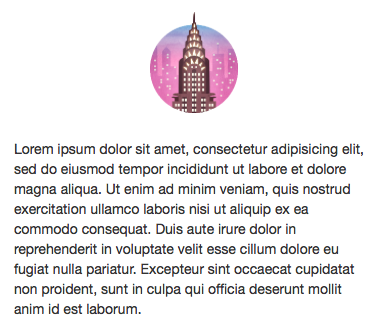 Lorem ipsum dolor sit amet, consectetur adipisicing elit,
sed do eiusmod tempor incididunt ut labore et dolore
magna aliqua. Ut enim ad minim veniam, quis nostrud
exercitation ullamco laboris nisi ut aliquip ex ea
commodo consequat. Duis aute irure dolor in
reprehenderit in voluptate velit esse cillum dolore eu
fugiat nulla pariatur. Excepteur sint occaecat cupidatat
non proident, sunt in culpa qui officia deserunt mollit
anim id est laborum.